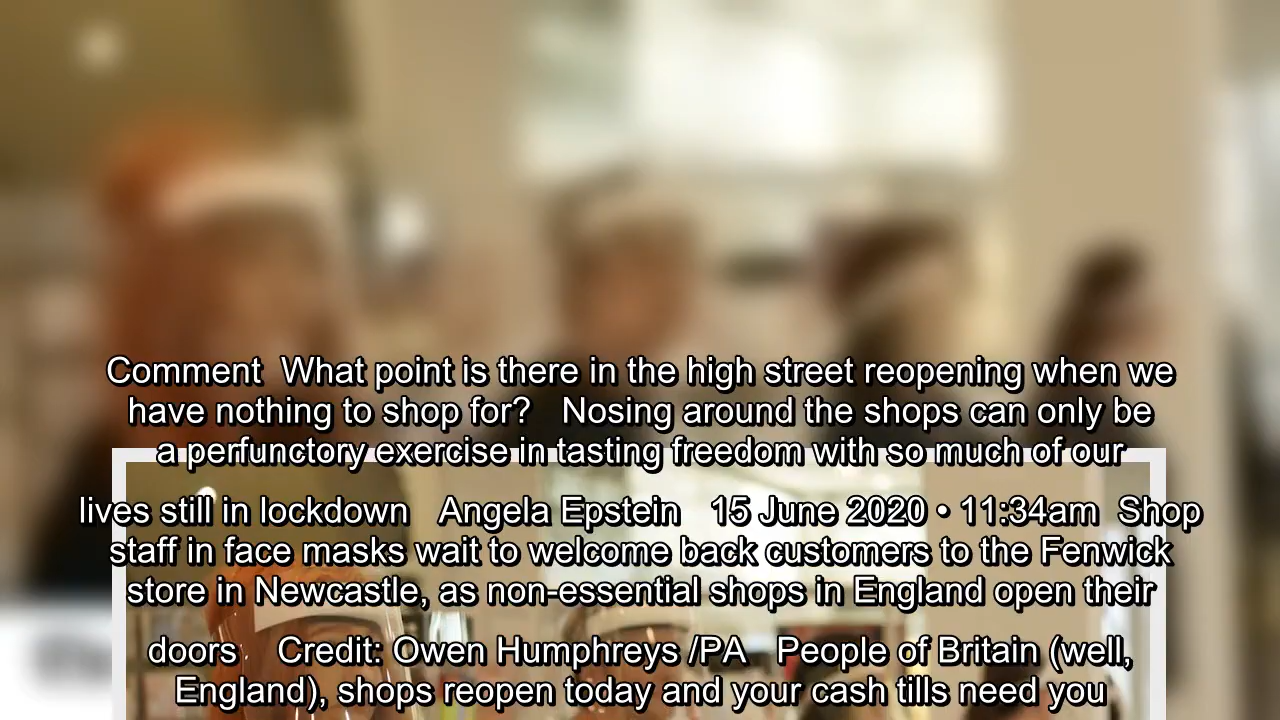 Comment  What point is there in the high street reopening when we
have nothing to shop for?   Nosing around the shops can only be
a perfunctory exercise in tasting freedom with so much of our
lives still in lockdown   Angela Epstein   15 June 2020 • 11:34am  Shop
staff in face masks wait to welcome back customers to the Fenwick
store in Newcastle, as non-essential shops in England open their
doors   Credit: Owen Humphreys /PA   People of Britain (well,
England), shops reopen today and your cash tills need you